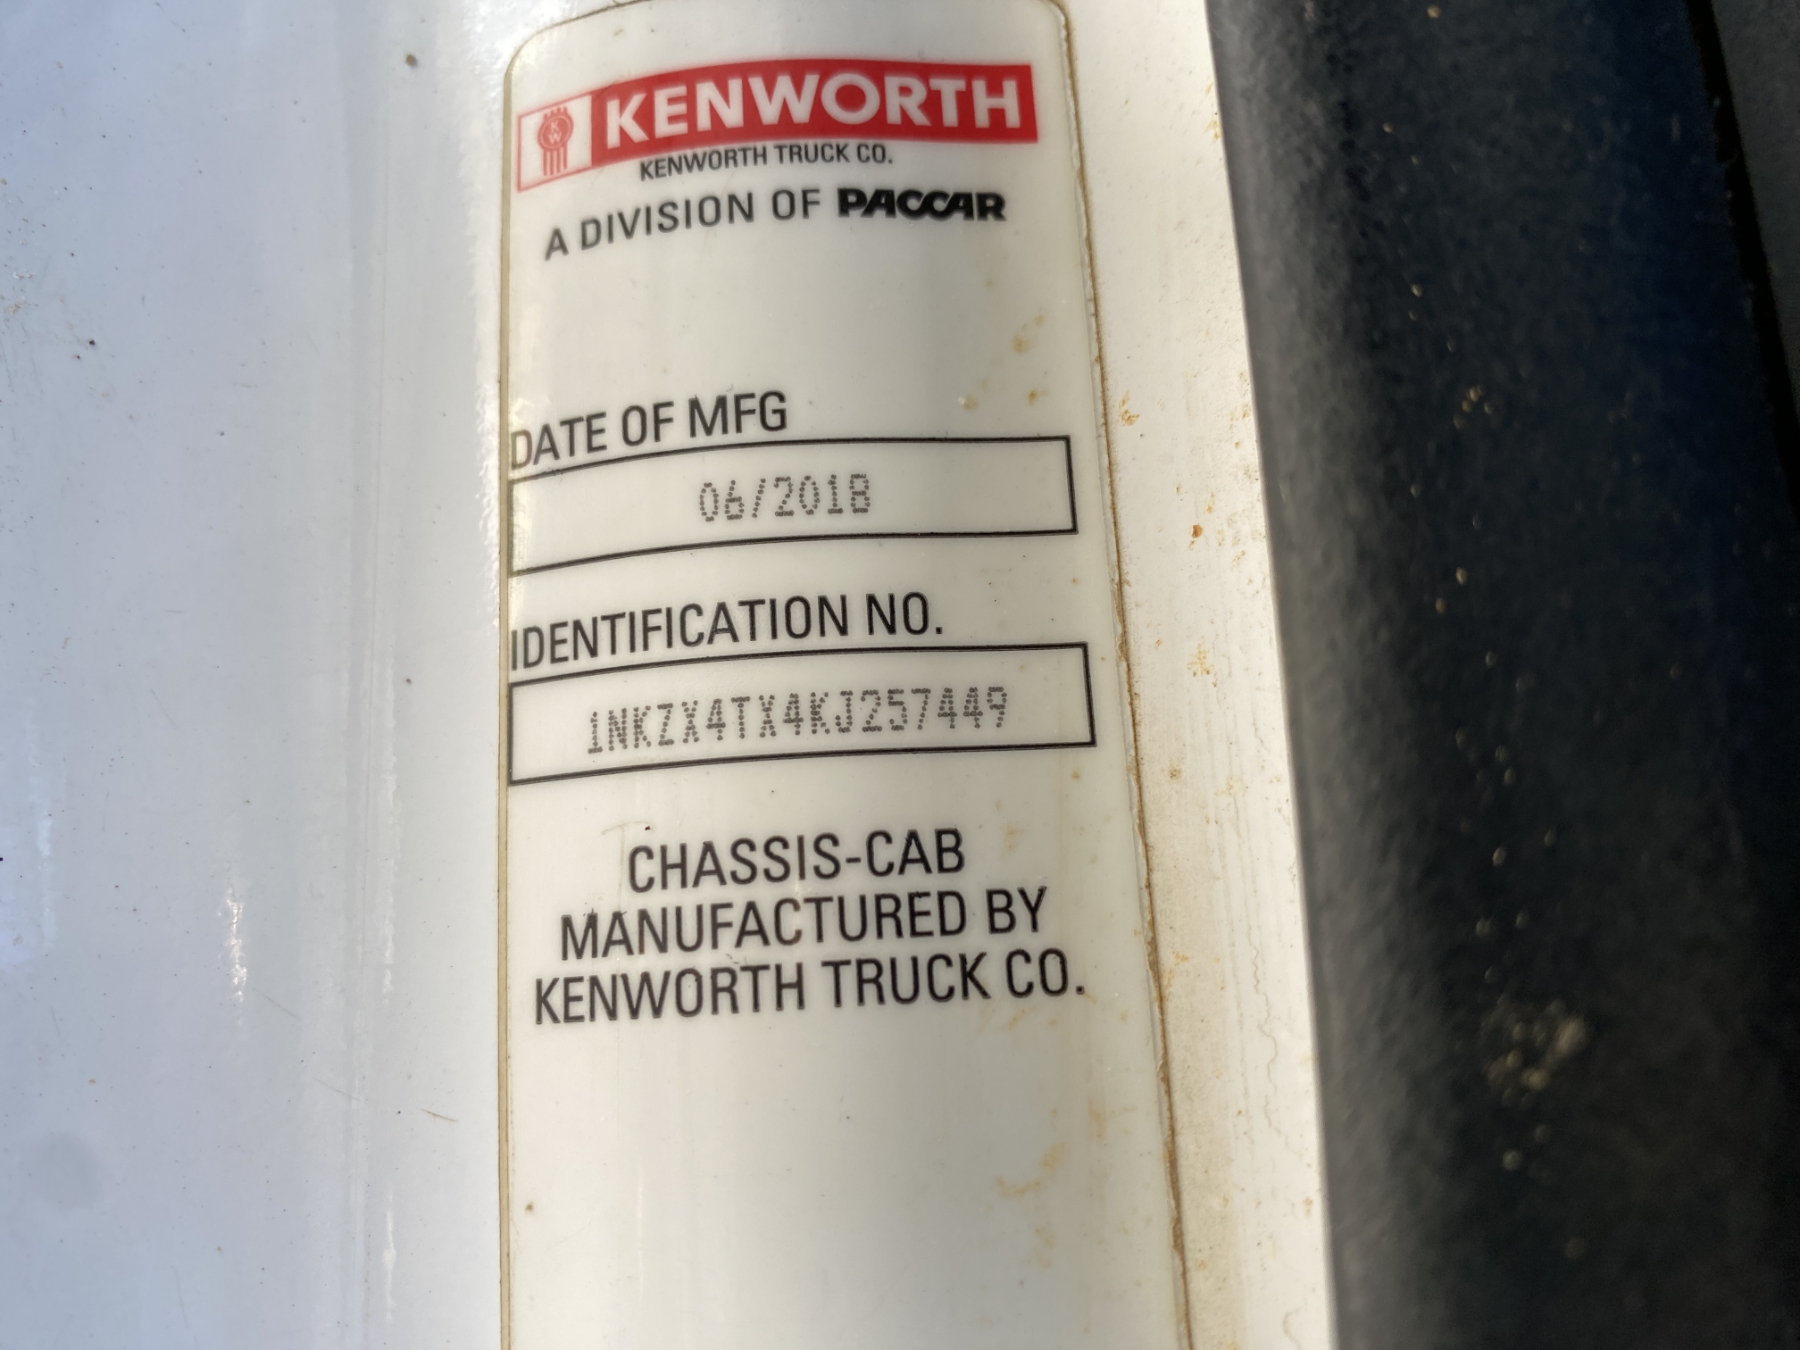 KENWORTH
KENWORTH TRUCK CO.
A DIVISION OF PACCAR
DATE OF MFG
06/2018
IDENTIFICATION NO.
1NKZX4TX4KJ257449
CHASSIS-CAB
MANUFACTURED BY
KENWORTH TRUCK CO.